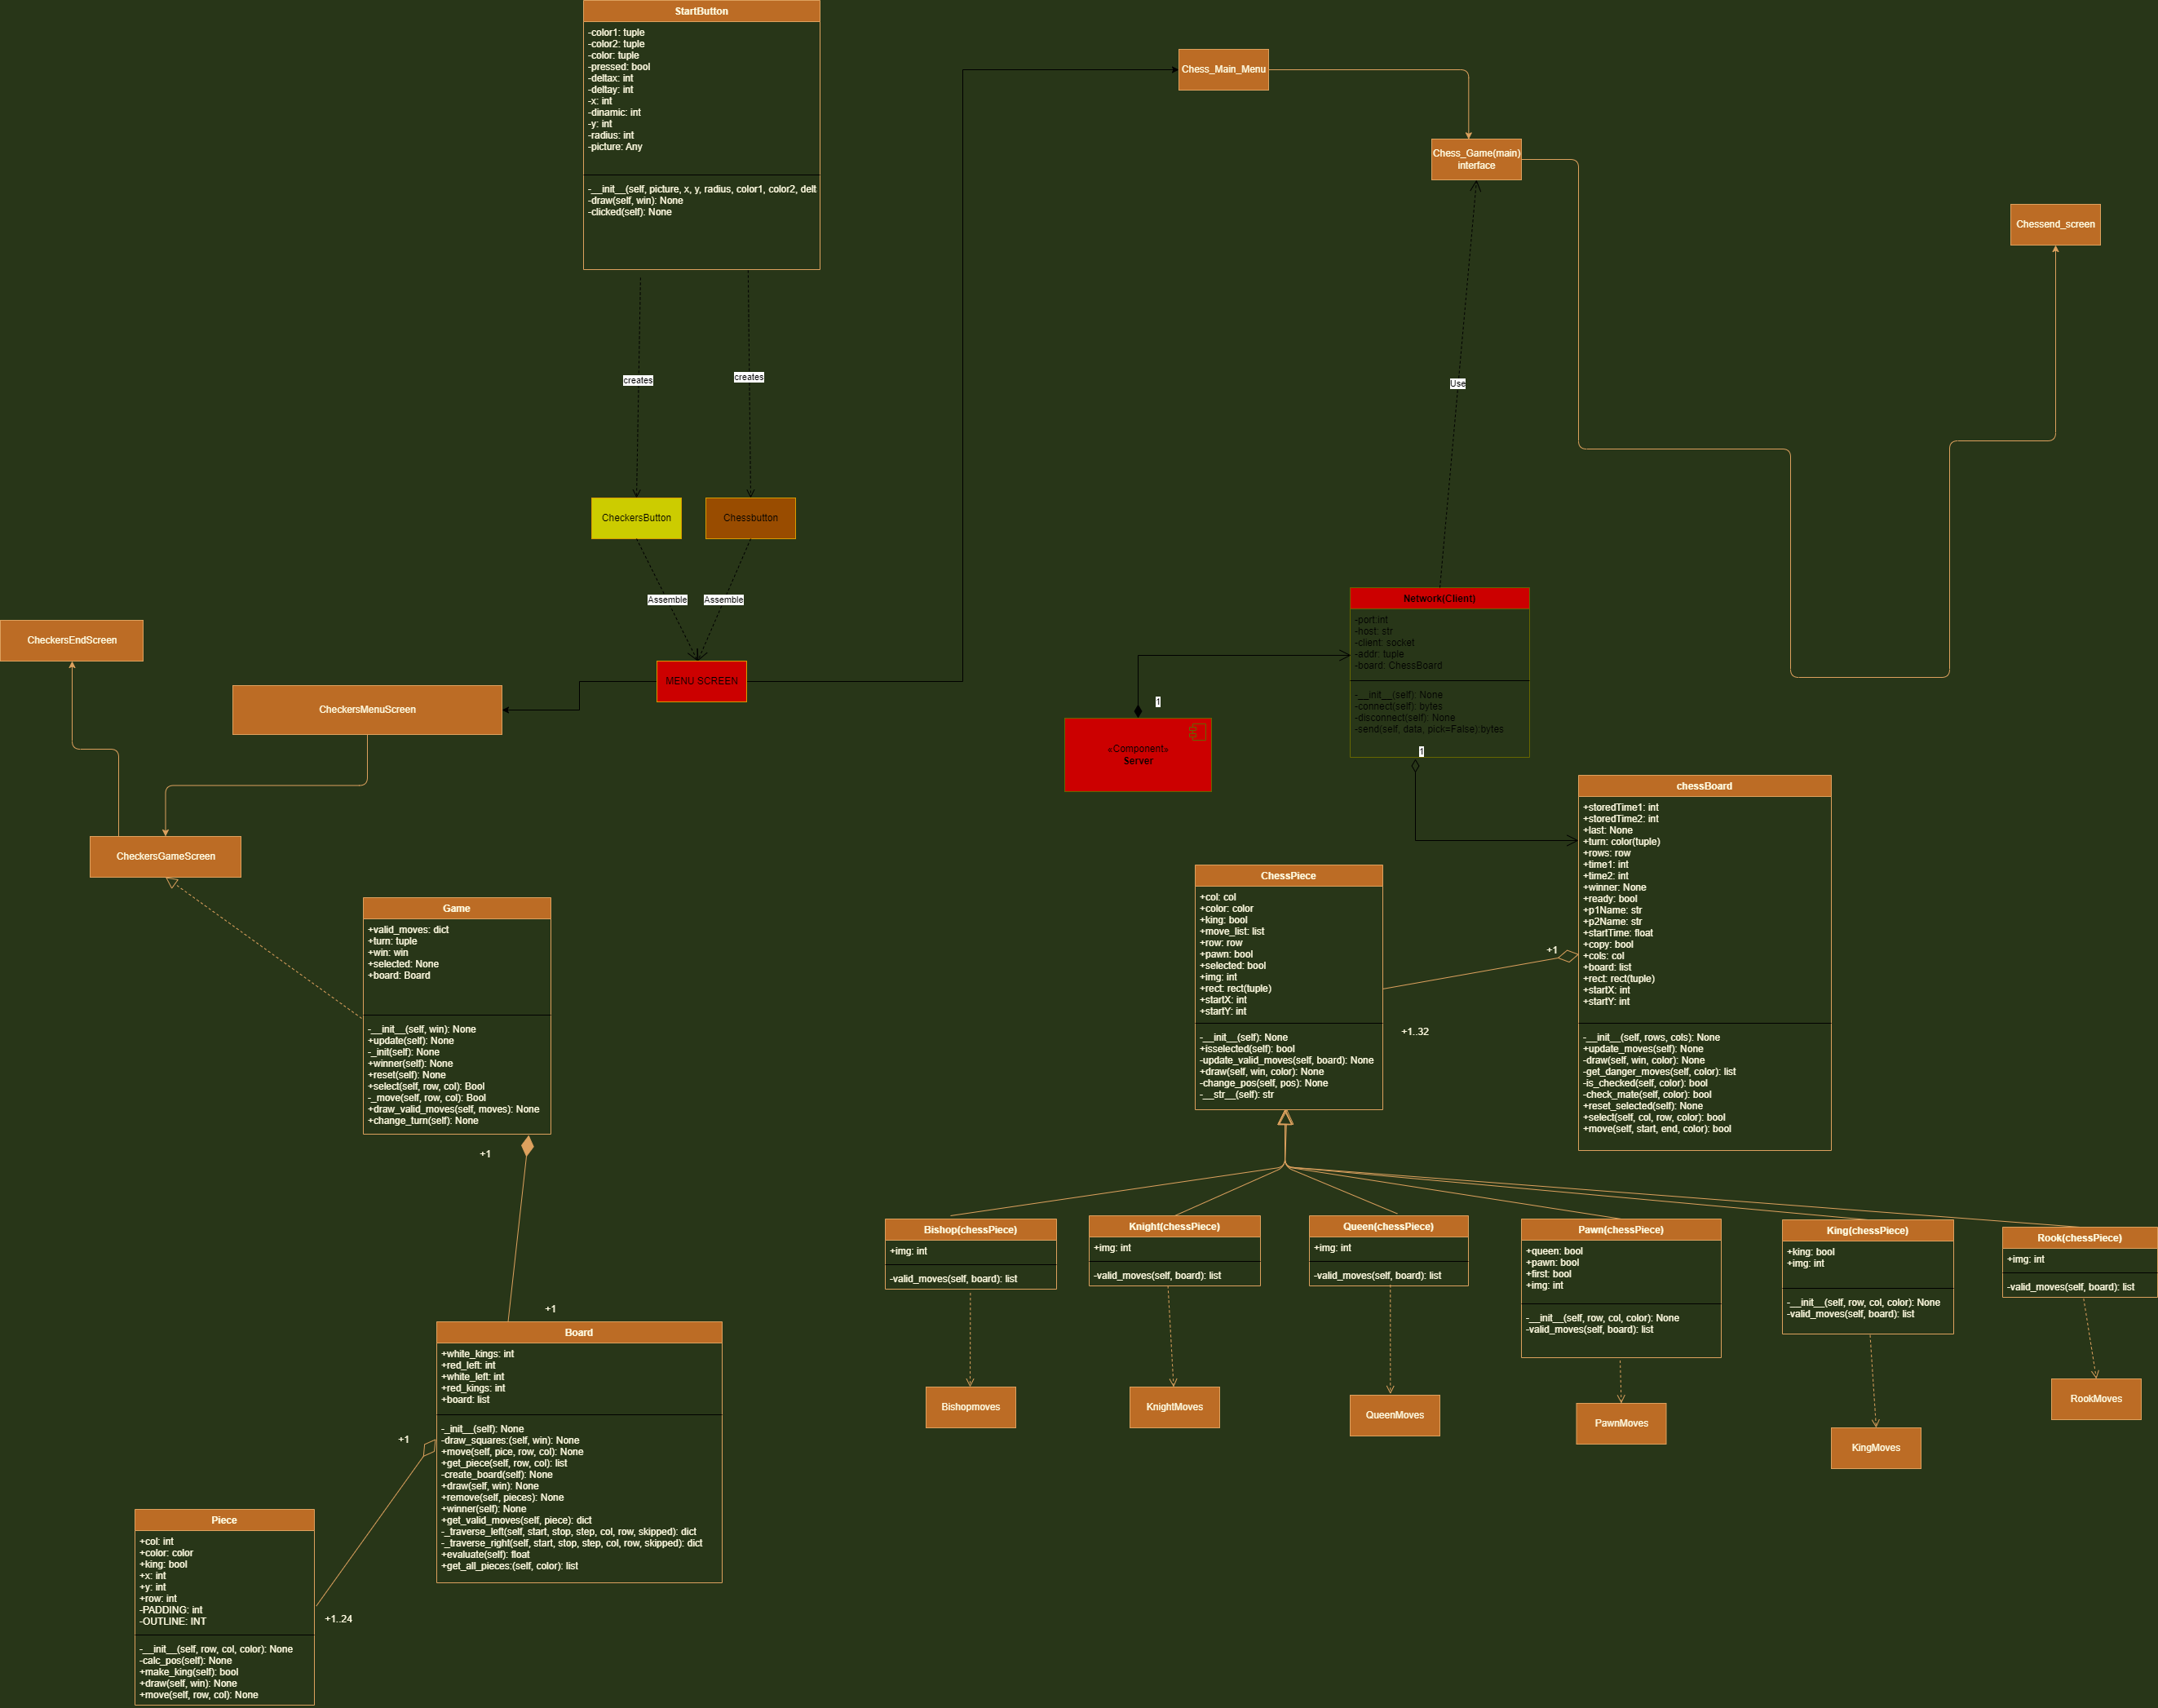 StartButton
-color1: tuple
-color2: tuple
-color: tuple
-pressed: bool
-deltax: int
-deltay: int
-x: int
-dinamic: int
-y: int
-radius: int
-picture: Any
-__init__(self, picture, x, y, radius, color1, color2, delt
-draw(self, win): None
-clicked(self): None
Chess_Main_Menu
Chess_Game(main)
interface
Chessend_screen
creates
creates
Use
CheckersButton
Chessbutton
Assemble
Assemble
MENU SCREEN
CheckersEndScreen
CheckersMenuScreen
CheckersGameScreen
Network(Client)
-port:int
-host: str
-client: socket
-addr: tuple
-board: ChessBoard
-__init__(self): None
-connect(self): bytes
-disconnect(self): None
-send(self, data, pick=False):bytes
1
1
«Component»
Server
chessBoard
+storedTime1: int
+storedTime2: int
+last: None
+turn: color(tuple)
+rows: row
+time1: int
+time2: int
+winner: None
+ready: bool
+p1Name: str
+p2Name: str
+startTime: float
+copy: bool
+cols: col
+board: list
+rect: rect(tuple)
+startX: int
+startY: int
-__init__(self, rows, cols): None
+update_moves(self): None
-draw(self, win, color): None
-get_danger_moves(self, color): list
-is_checked(self, color): bool
-check_mate(self, color): bool
+reset_selected(self): None
+select(self, col, row, color): bool
+move(self, start, end, color): bool
+1
+1..32
ChessPiece
+col: col
+color: color
+king: bool
+move_list: list
+row: row
+pawn: bool
+selected: bool
+img: int
+rect: rect(tuple)
+startX: int
+startY: int
-__init__(self): None
+isselected(self): bool
-update_valid_moves(self, board): None
+draw(self, win, color): None
-change_pos(self, pos): None
-__str__(self): str
Game
+valid_moves: dict
+turn: tuple
+win: win
+selected: None
+board: Board
-__init__(self, win): None
+update(self): None
-_init(self): None
+winner(self): None
+reset(self): None
+select(self, row, col): Bool
-_move(self, row, col): Bool
+draw_valid_moves(self, moves): None
+change_turn(self): None
+1
+1
Bishop(chessPiece)
+img: int
-valid_moves(self, board): list
Knight(chessPiece)
+img: int
-valid_moves(self, board): list
Queen(chessPiece)
+img: int
-valid_moves(self, board): list
Pawn(chessPiece)
+queen: bool
+pawn: bool
+first: bool
+img: int
-__init__(self, row, col, color): None
-valid_moves(self, board): list
King(chessPiece)
+king: bool
+img: int
-__init__(self, row, col, color): None
-valid_moves(self, board): list
Rook(chessPiece)
+img: int
-valid_moves(self, board): list
Bishopmoves
KnightMoves
QueenMoves
PawnMoves
KingMoves
RookMoves
Board
+white_kings: int
+red_left: int
+white_left: int
+red_kings: int
+board: list
-_init__(self): None
-draw_squares:(self, win): None
+move(self, pice, row, col): None
+get_piece(self, row, col): list
-create_board(self): None
+draw(self, win): None
+remove(self, pieces): None
+winner(self): None
+get_valid_moves(self, piece): dict
-_traverse_left(self, start, stop, step, col, row, skipped): dict
-_traverse_right(self, start, stop, step, col, row, skipped): dict
+evaluate(self): float
+get_all_pieces:(self, color): list
+1
+1..24
Piece
+col: int
+color: color
+king: bool
+x: int
+y: int
+row: int
-PADDING: int
-OUTLINE: INT
-__init__(self, row, col, color): None
-calc_pos(self): None
+make_king(self): bool
+draw(self, win): None
+move(self, row, col): None